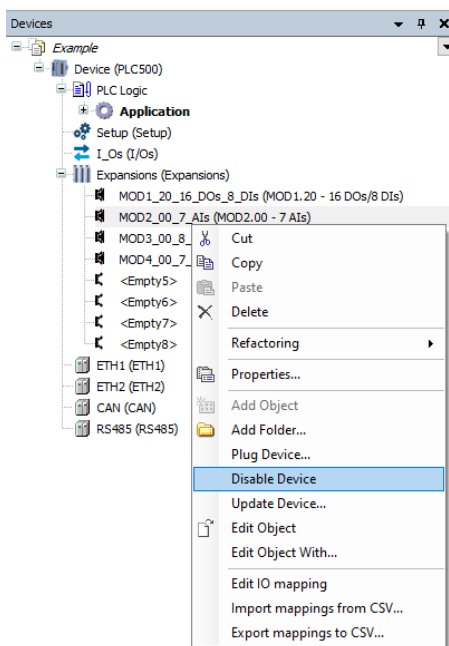 Devices
Example
Device (PLC500)
PLC Logic
Application
Setup (Setup)
I_Os (I/Os)
Expansions (Expansions)
MOD1_20_16_DOs_8_DIs (MOD1.20 - 16 DOs/8 DIs)
MOD2_00_7_AIs (MOD2.00 - 7 AIs)
MOD3_00_8_
MOD4_00_7_
<Empty5>
<Empty6>
<Empty7>
<Empty8>
ETH1 (ETH1)
ETH2 (ETH2)
CAN (CAN)
RS485 (RS485)
Cut
Copy
Paste
Delete
Refactoring
Properties...
Add Object
Add Folder...
Plug Device...
Disable Device
Update Device...
Edit Object
Edit Object With...
Edit IO mapping
Import mappings from CSV...
Export mappings to CSV...